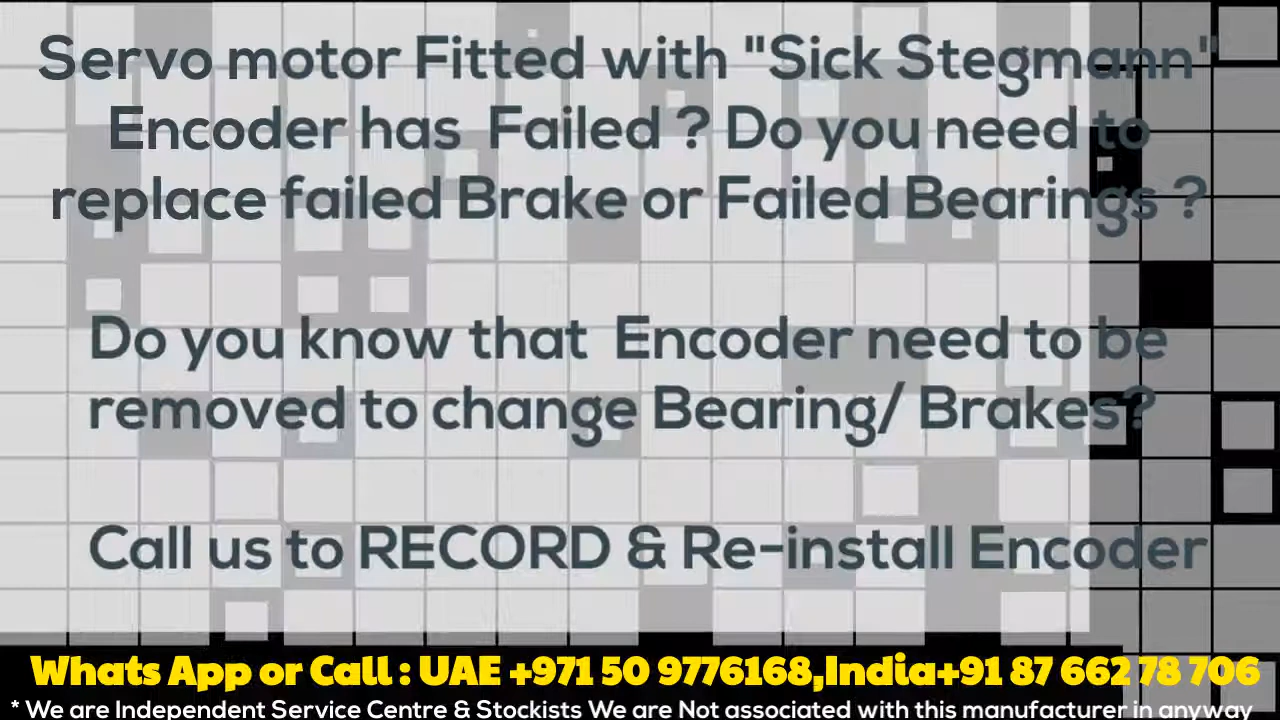 Servo motor Fitted with "Sick Stegmann"
Encoder has Failed ? Do you need to
replace failed Brake or Failed Bearings ?
Do you know that Encoder need to be
removed to change Bearing/ Brakes?
Call us to RECORD & Re-install Encoder
Whats App or Call : UAE +971 50 9776168,India+91 87 662 78 706
* We are Independent Service Centre & Stockists We are Not associated with this manufacturer in anyway